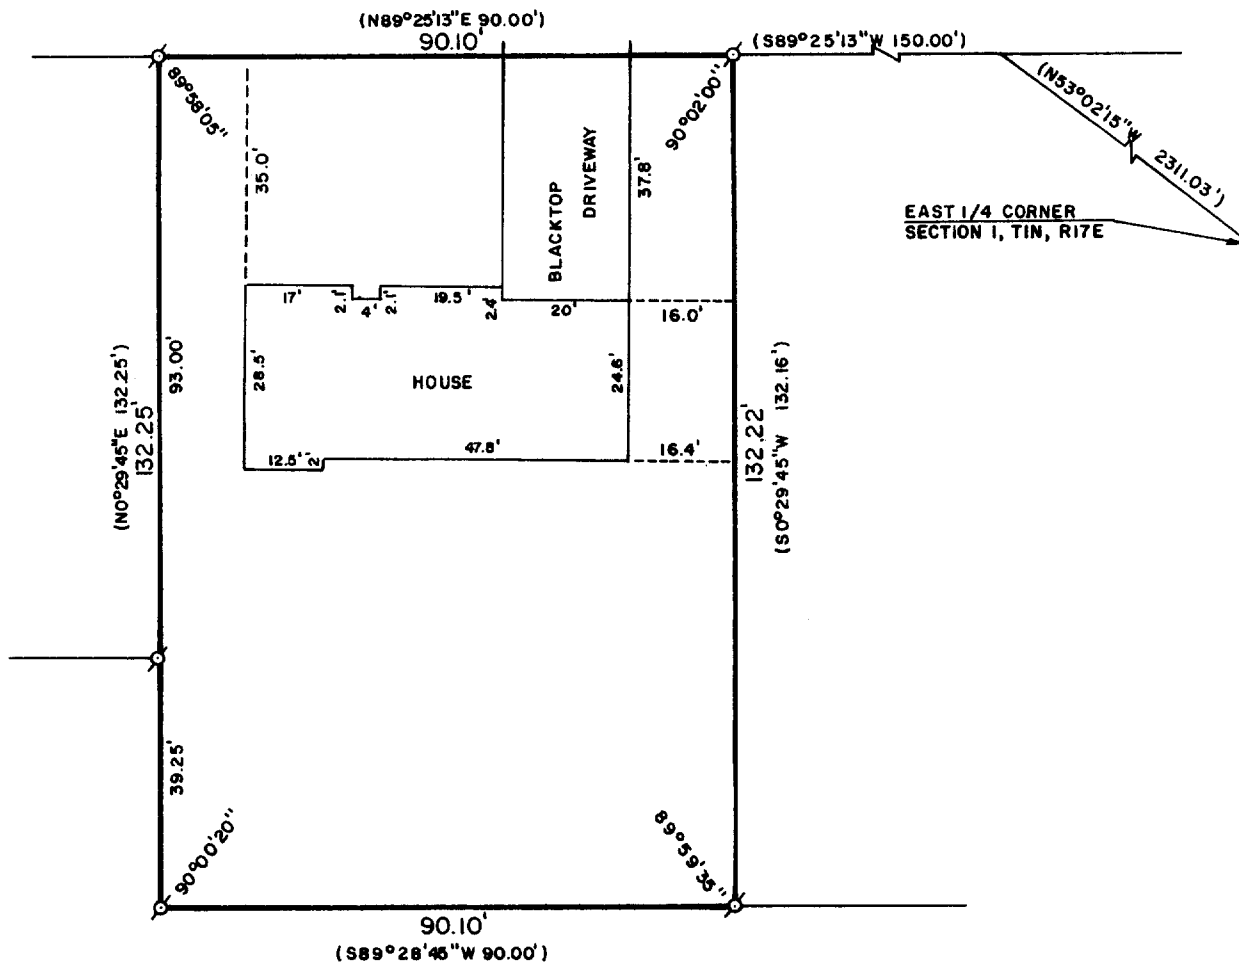 (N89°25'13"E 90.00')
90.10'
(S89°25'13"W 150.00')
89°58'05"
90°02'00"
(N53°02'15"W 2311.03')
35.0'
BLACKTOP
DRIVEWAY
37.8'
EAST 1/4 CORNER
SECTION 1, T1N, R17E
17'
2.1'
4'
2.1'
19.5'
2.4'
20'
16.0'
(N0°29'45"E 132.25')
132.25'
93.00'
28.5'
HOUSE
24.6'
132.22'
(S0°29'45"W 132.16')
12.5'
2'
47.8'
16.4'
39.25'
90°00'20"
89°59'35"
90.10'
(S89°28'45"W 90.00')